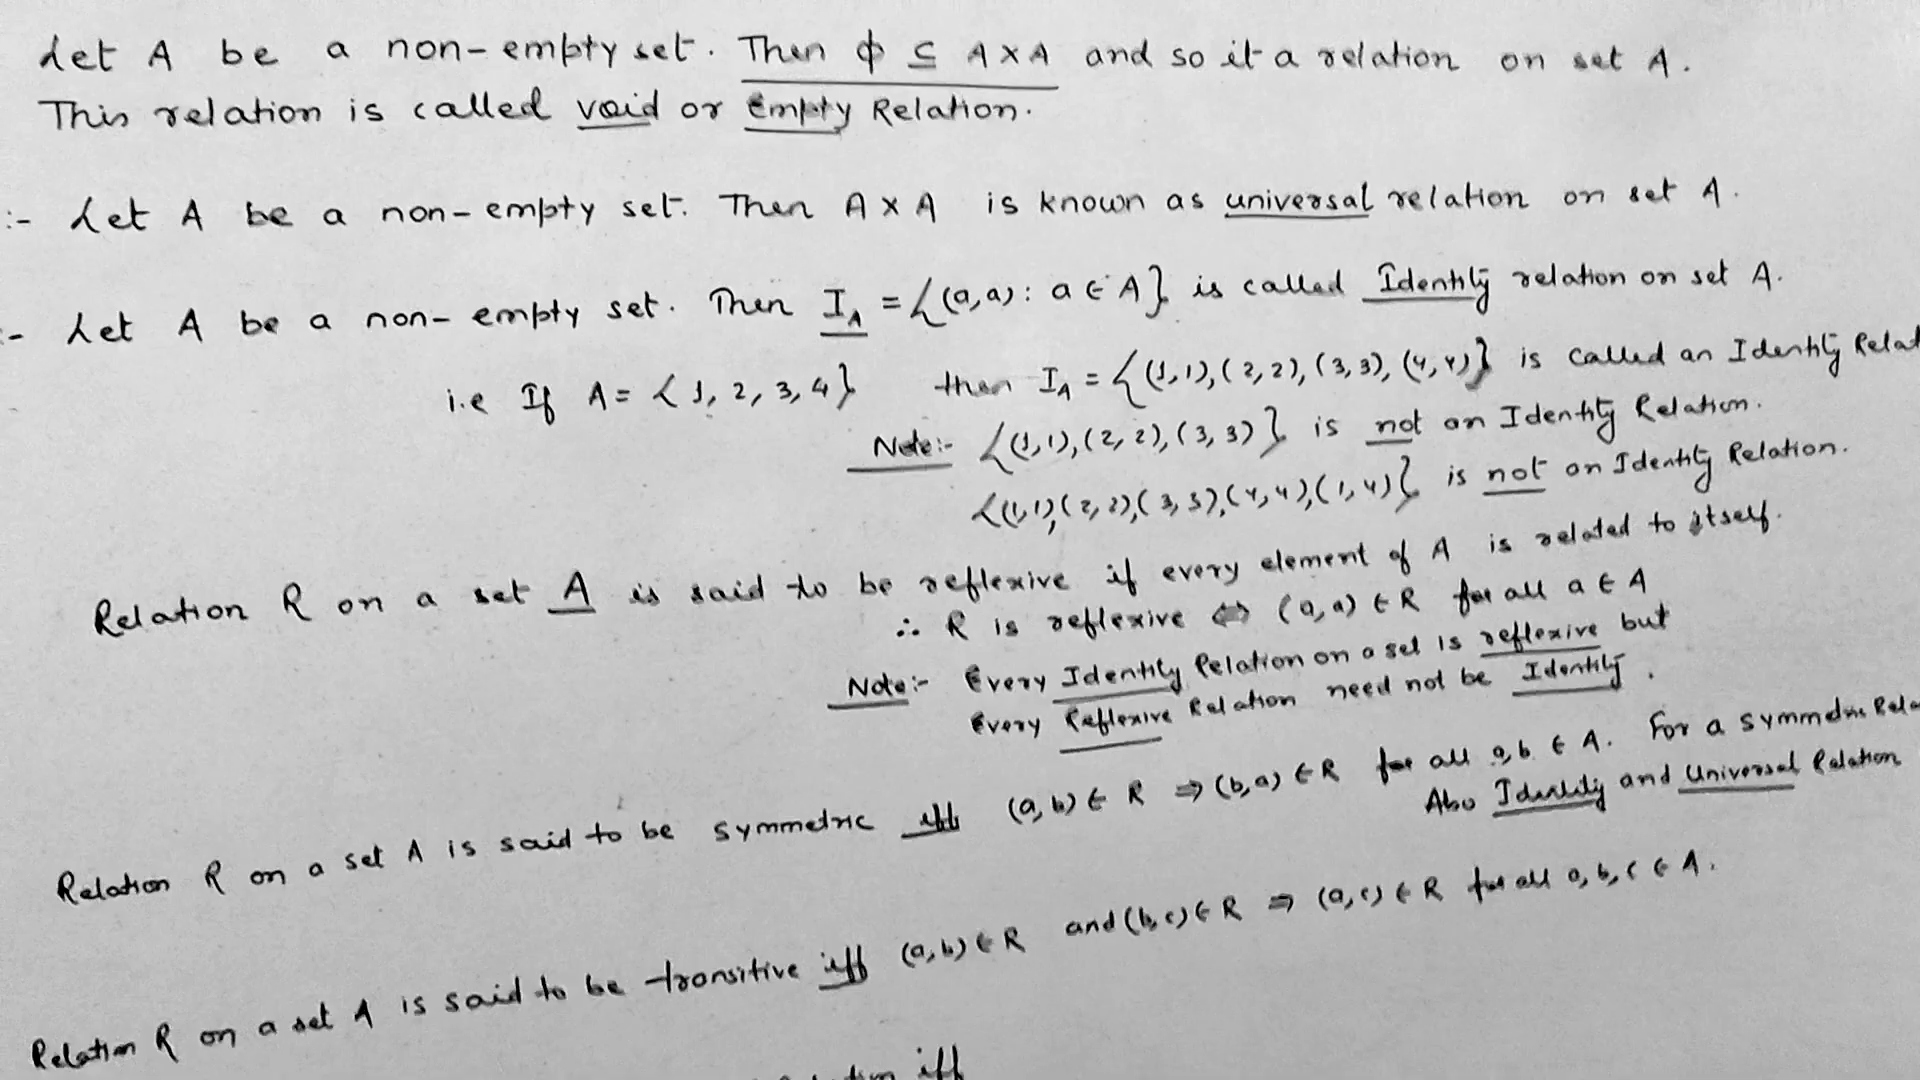 Let A be a non-empty set. Then ϕ ⊆ A×A and so it a relation on set A.
This relation is called void or Empty Relation.
:- Let A be a non-empty set. Then A×A is known as universal relation on set A.
:- Let A be a non-empty set. Then I_A = {(a,a): a ∈ A} is called Identity relation on set A.
i.e If A = {1, 2, 3, 4} then I_A = {(1,1), (2,2), (3,3), (4,4)} is called an Identity Relat
Note:- {(1,1), (2,2), (3,3)} is not an Identity Relation.
{(1,1),(2,2),(3,3),(4,4),(1,4)} is not an Identity Relation.
Relation R on a set A is said to be reflexive if every element of A is related to itself.
∴ R is reflexive ⇔ (a,a) ∈ R for all a ∈ A
Note:- Every Identity Relation on a set is reflexive but
Every Reflexive Relation need not be Identity.
Relation R on a set A is said to be symmetric iff (a,b) ∈ R ⇒ (b,a) ∈ R for all a,b ∈ A. For a symmetric Rela
Also Identity and Universal Relation
Relation R on a set A is said to be transitive iff (a,b) ∈ R and (b,c) ∈ R ⇒ (a,c) ∈ R for all a,b,c ∈ A.
iff